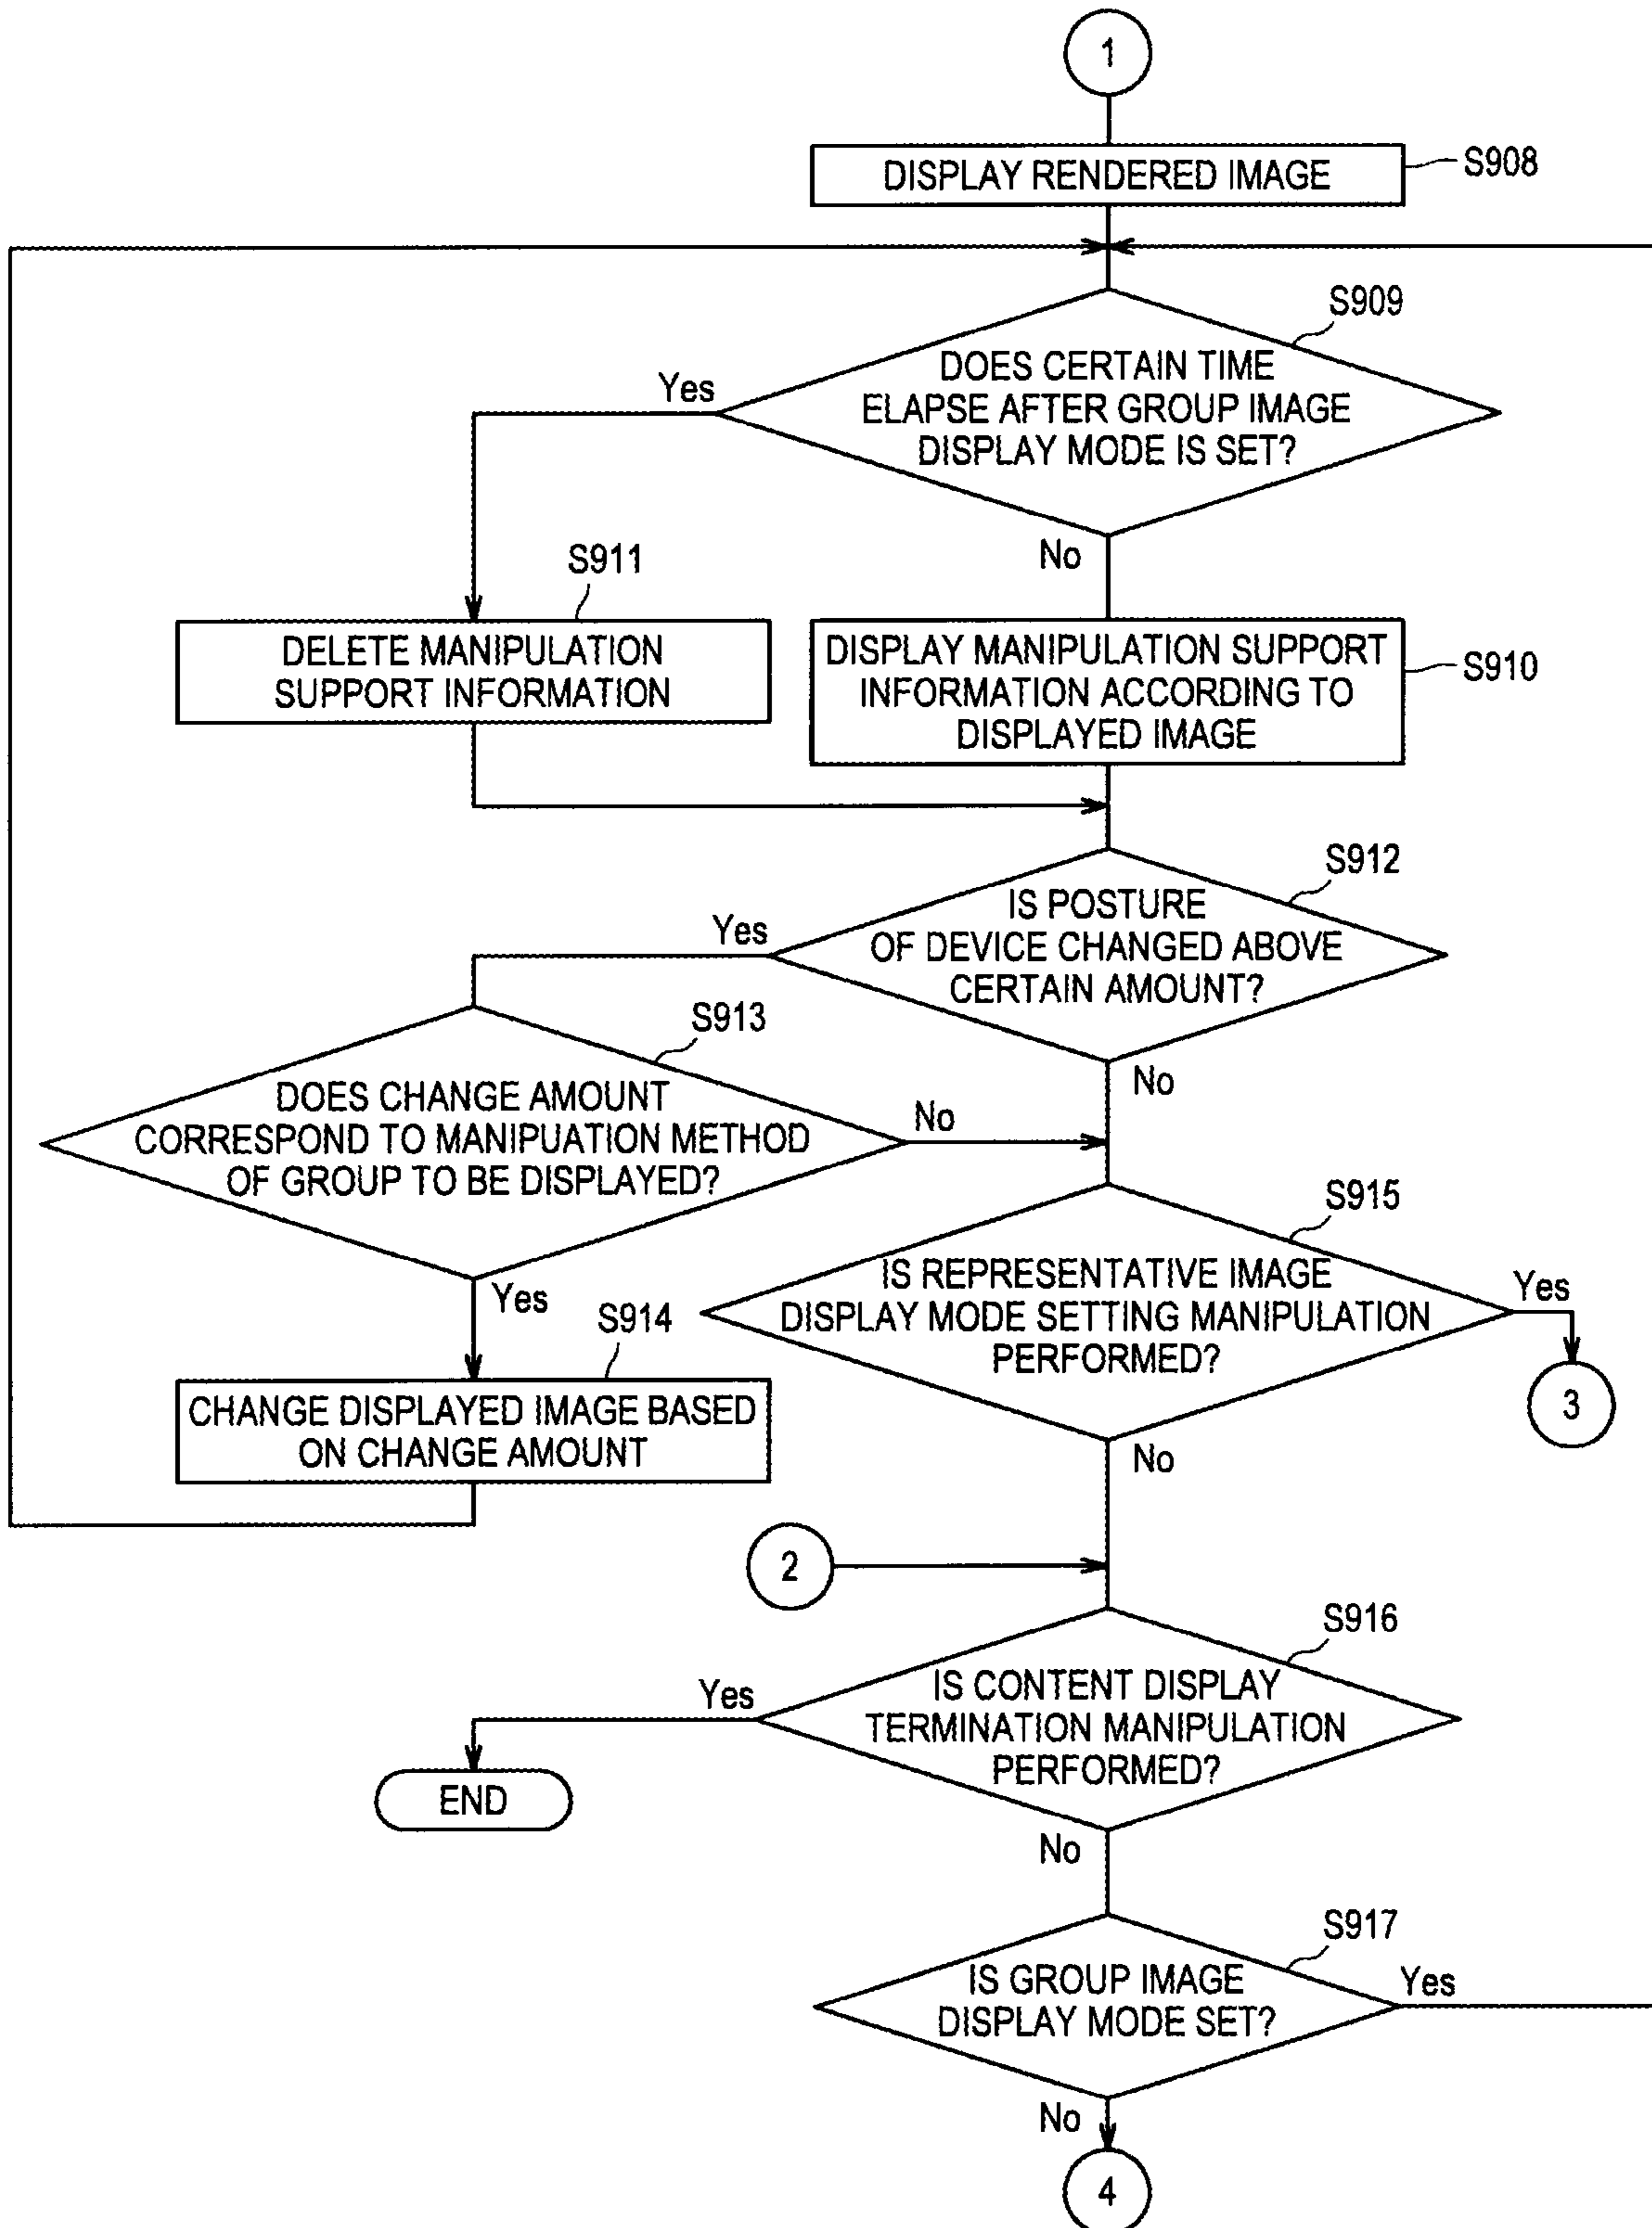 1
DISPLAY RENDERED IMAGE
S908
S909
DOES CERTAIN TIME
ELAPSE AFTER GROUP IMAGE
DISPLAY MODE IS SET?
Yes
No
S911
DELETE MANIPULATION
SUPPORT INFORMATION
DISPLAY MANIPULATION SUPPORT
INFORMATION ACCORDING TO
DISPLAYED IMAGE
S910
S912
IS POSTURE
OF DEVICE CHANGED ABOVE
CERTAIN AMOUNT?
Yes
No
S913
DOES CHANGE AMOUNT
CORRESPOND TO MANIPUATION METHOD
OF GROUP TO BE DISPLAYED?
No
Yes
S914
CHANGE DISPLAYED IMAGE BASED
ON CHANGE AMOUNT
S915
IS REPRESENTATIVE IMAGE
DISPLAY MODE SETTING MANIPULATION
PERFORMED?
Yes
3
No
2
S916
IS CONTENT DISPLAY
TERMINATION MANIPULATION
PERFORMED?
Yes
END
No
S917
IS GROUP IMAGE
DISPLAY MODE SET?
Yes
No
4